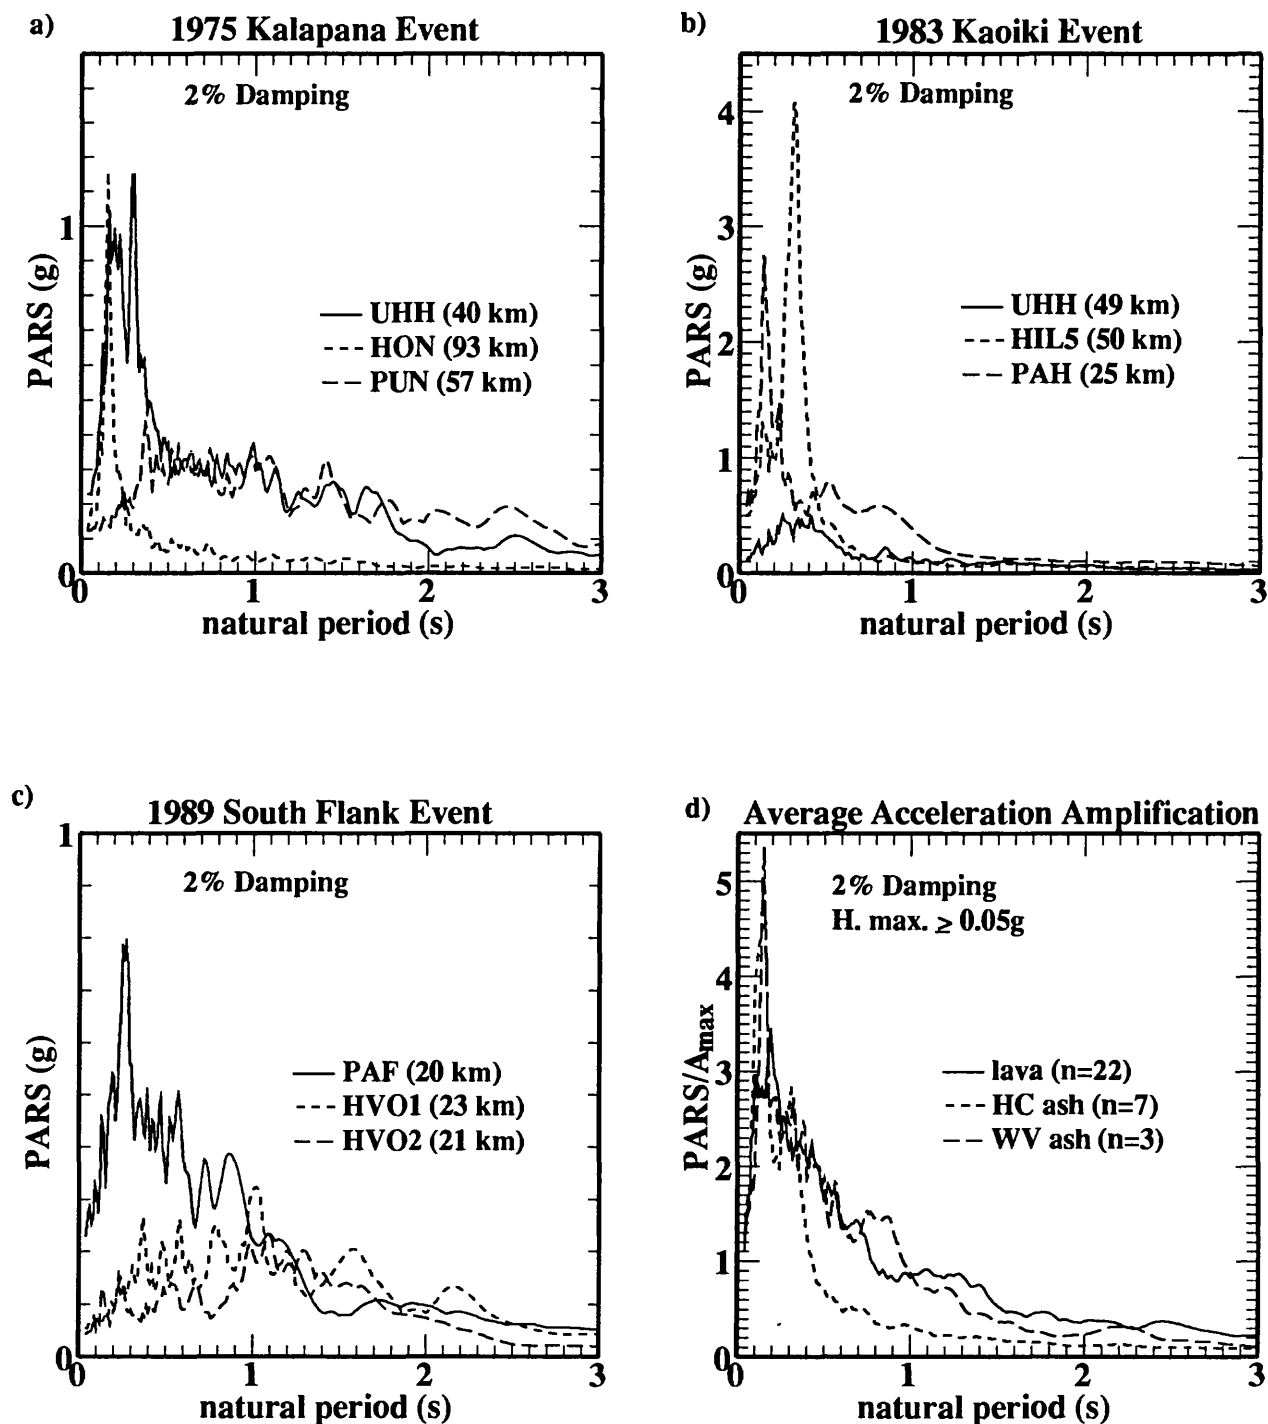 a) 1975 Kalapana Event
2% Damping
1
0
PARS (g)
UHH (40 km)
HON (93 km)
PUN (57 km)
0 1 2 3
natural period (s)
b) 1983 Kaoiki Event
2% Damping
4
3
2
1
0
PARS (g)
UHH (49 km)
HIL5 (50 km)
PAH (25 km)
0 1 2 3
natural period (s)
c) 1989 South Flank Event
2% Damping
1
0
PARS (g)
PAF (20 km)
HVO1 (23 km)
HVO2 (21 km)
0 1 2 3
natural period (s)
d) Average Acceleration Amplification
2% Damping
H. max. ≥ 0.05g
5
4
3
2
1
0
PARS/Amax
lava (n=22)
HC ash (n=7)
WV ash (n=3)
0 1 2 3
natural period (s)